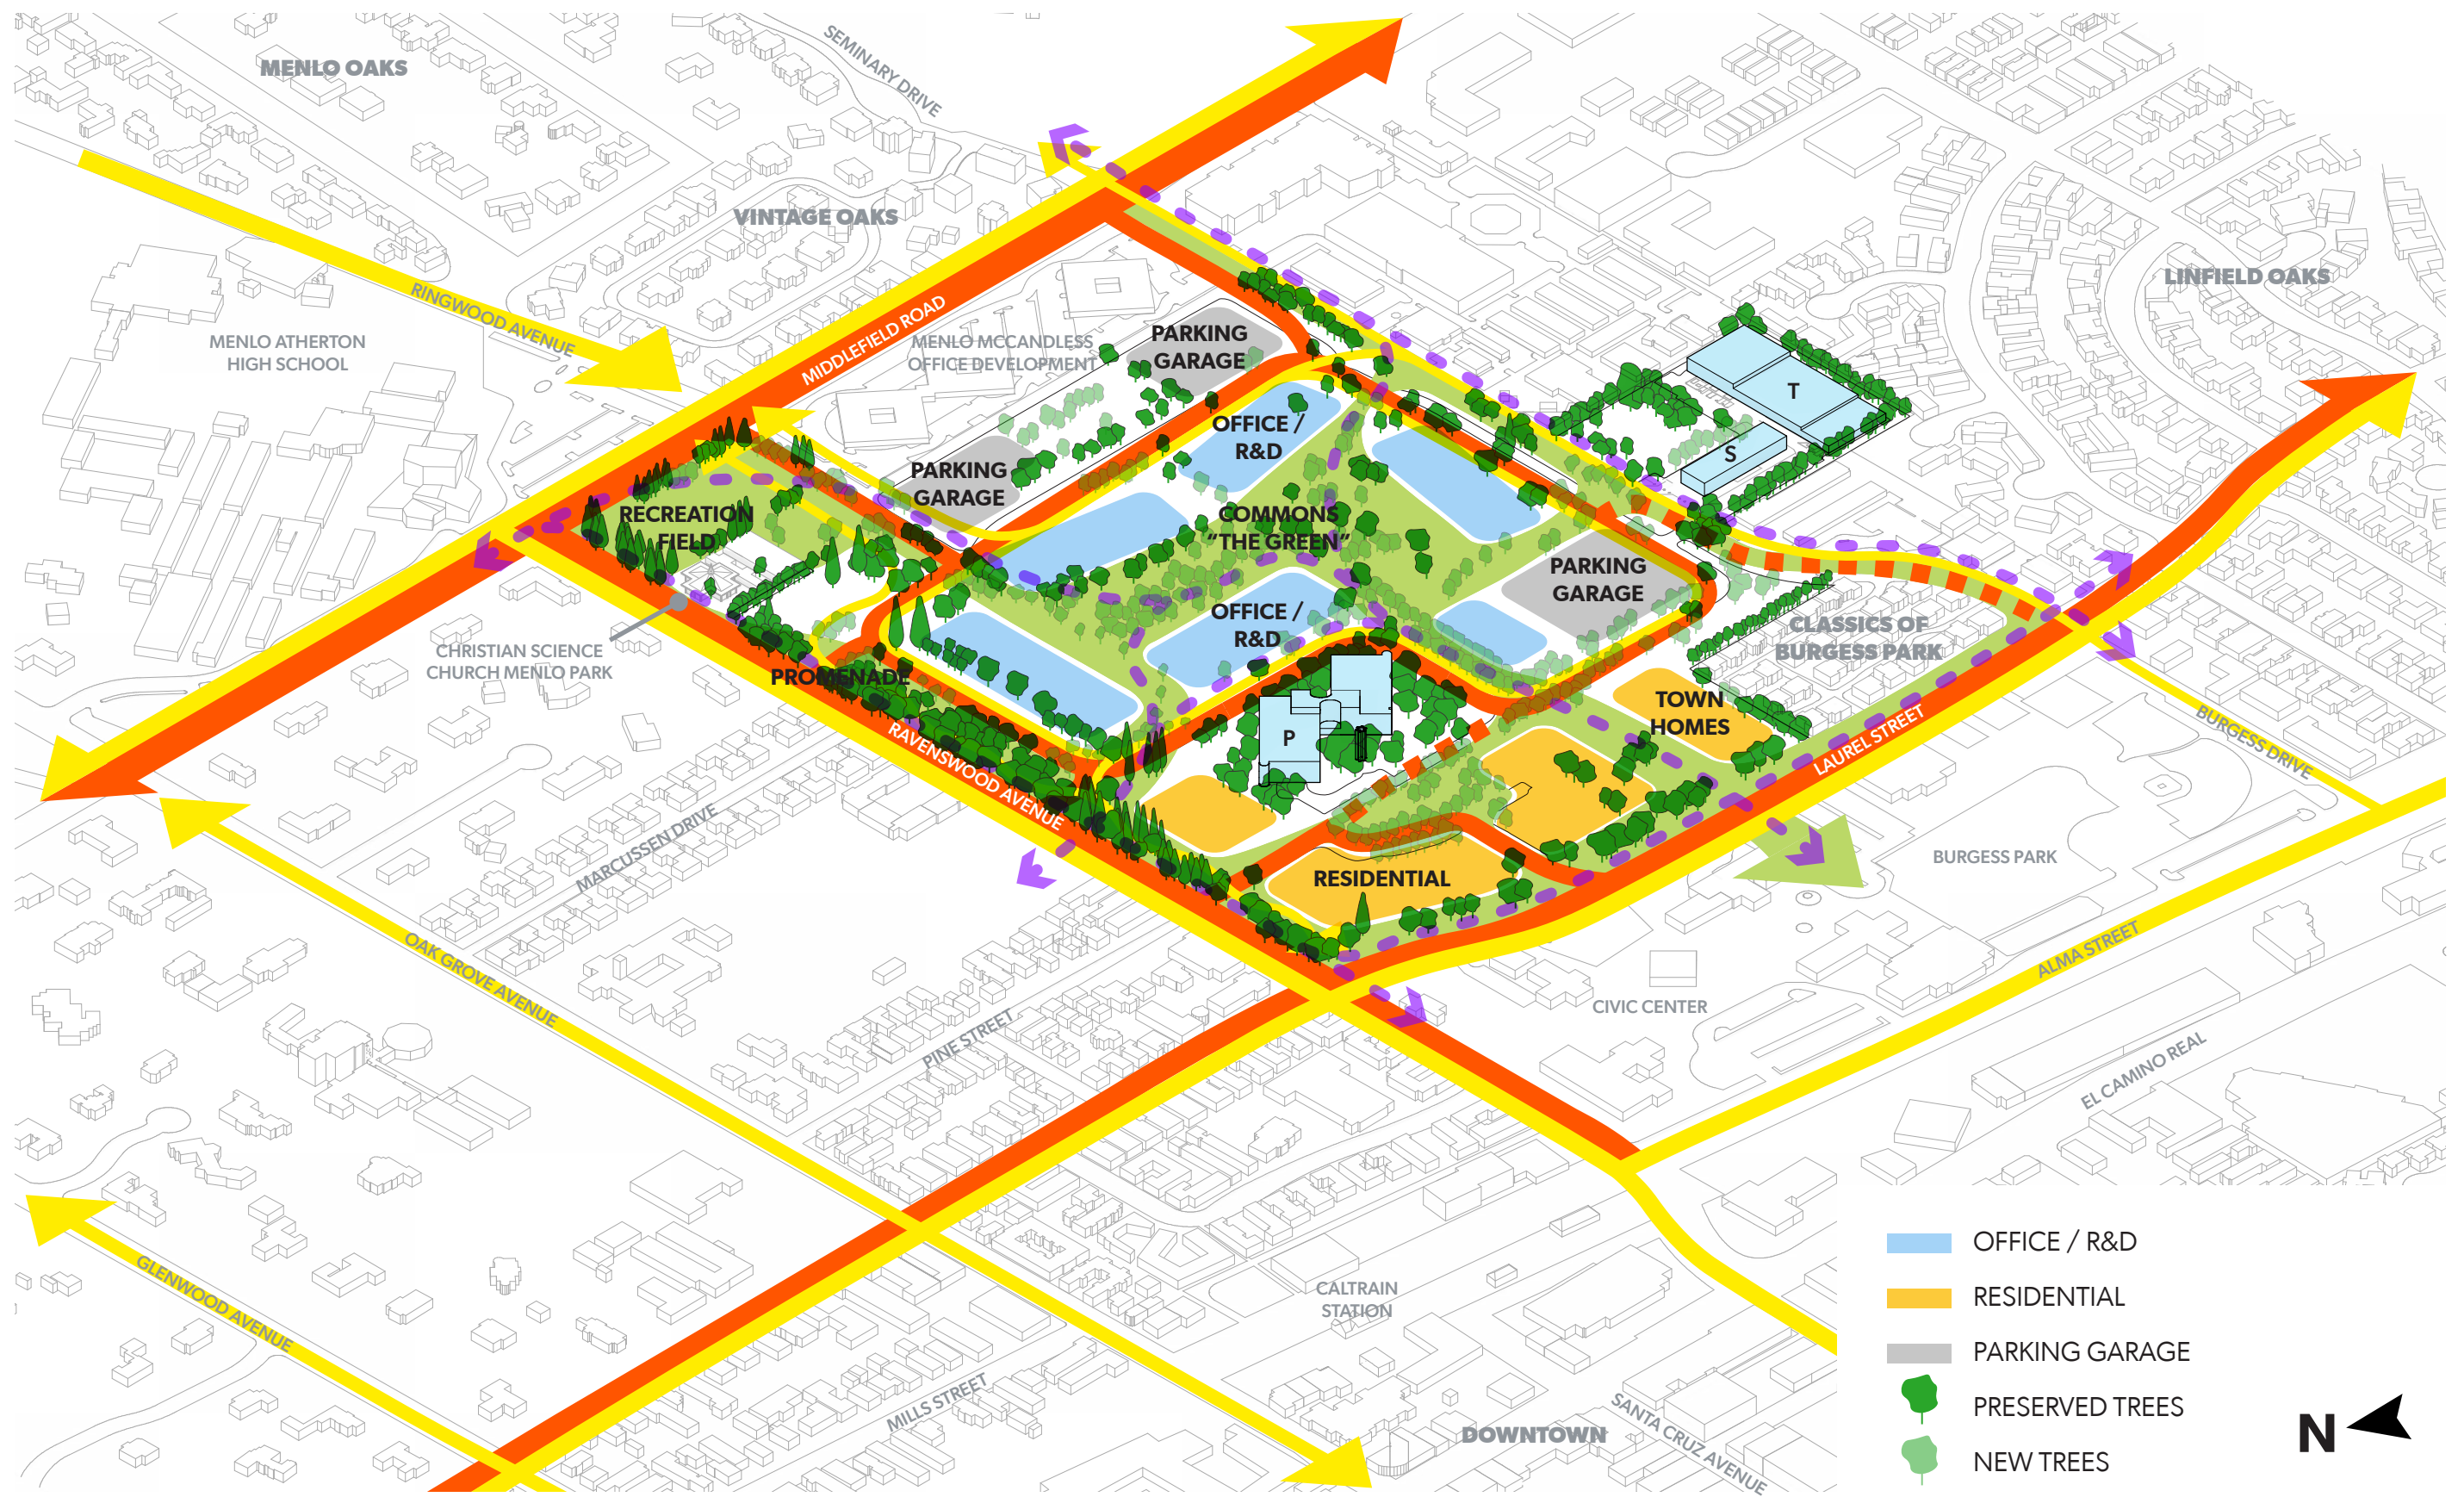 MENLO OAKS
SEMINARY DRIVE
VINTAGE OAKS
LINFIELD OAKS
RINGWOOD AVENUE
MENLO ATHERTON
HIGH SCHOOL
MIDDLEFIELD ROAD
MENLO MCCANDLESS
OFFICE DEVELOPMENT
PARKING
GARAGE
T
OFFICE /
R&D
S
PARKING
GARAGE
RECREATION
FIELD
COMMONS
"THE GREEN"
PARKING
GARAGE
OFFICE /
R&D
CLASSICS OF
BURGESS PARK
CHRISTIAN SCIENCE
CHURCH MENLO PARK
PROMENADE
TOWN
HOMES
P
RAVENSWOOD AVENUE
LAUREL STREET
BURGESS DRIVE
MARCUSSEN DRIVE
BURGESS PARK
RESIDENTIAL
OAK GROVE AVENUE
ALMA STREET
CIVIC CENTER
PINE STREET
EL CAMINO REAL
GLENWOOD AVENUE
CALTRAIN
STATION
MILLS STREET
DOWNTOWN
SANTA CRUZ AVENUE
OFFICE / R&D
RESIDENTIAL
PARKING GARAGE
PRESERVED TREES
NEW TREES
N